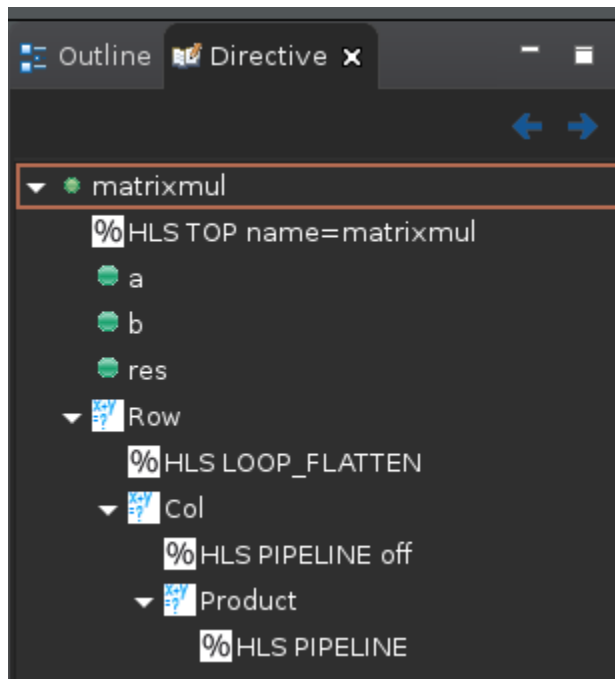 Outline Directive
matrixmul
% HLS TOP name=matrixmul
a
b
res
x+y=? Row
% HLS LOOP_FLATTEN
x+y=? Col
% HLS PIPELINE off
x+y=? Product
% HLS PIPELINE